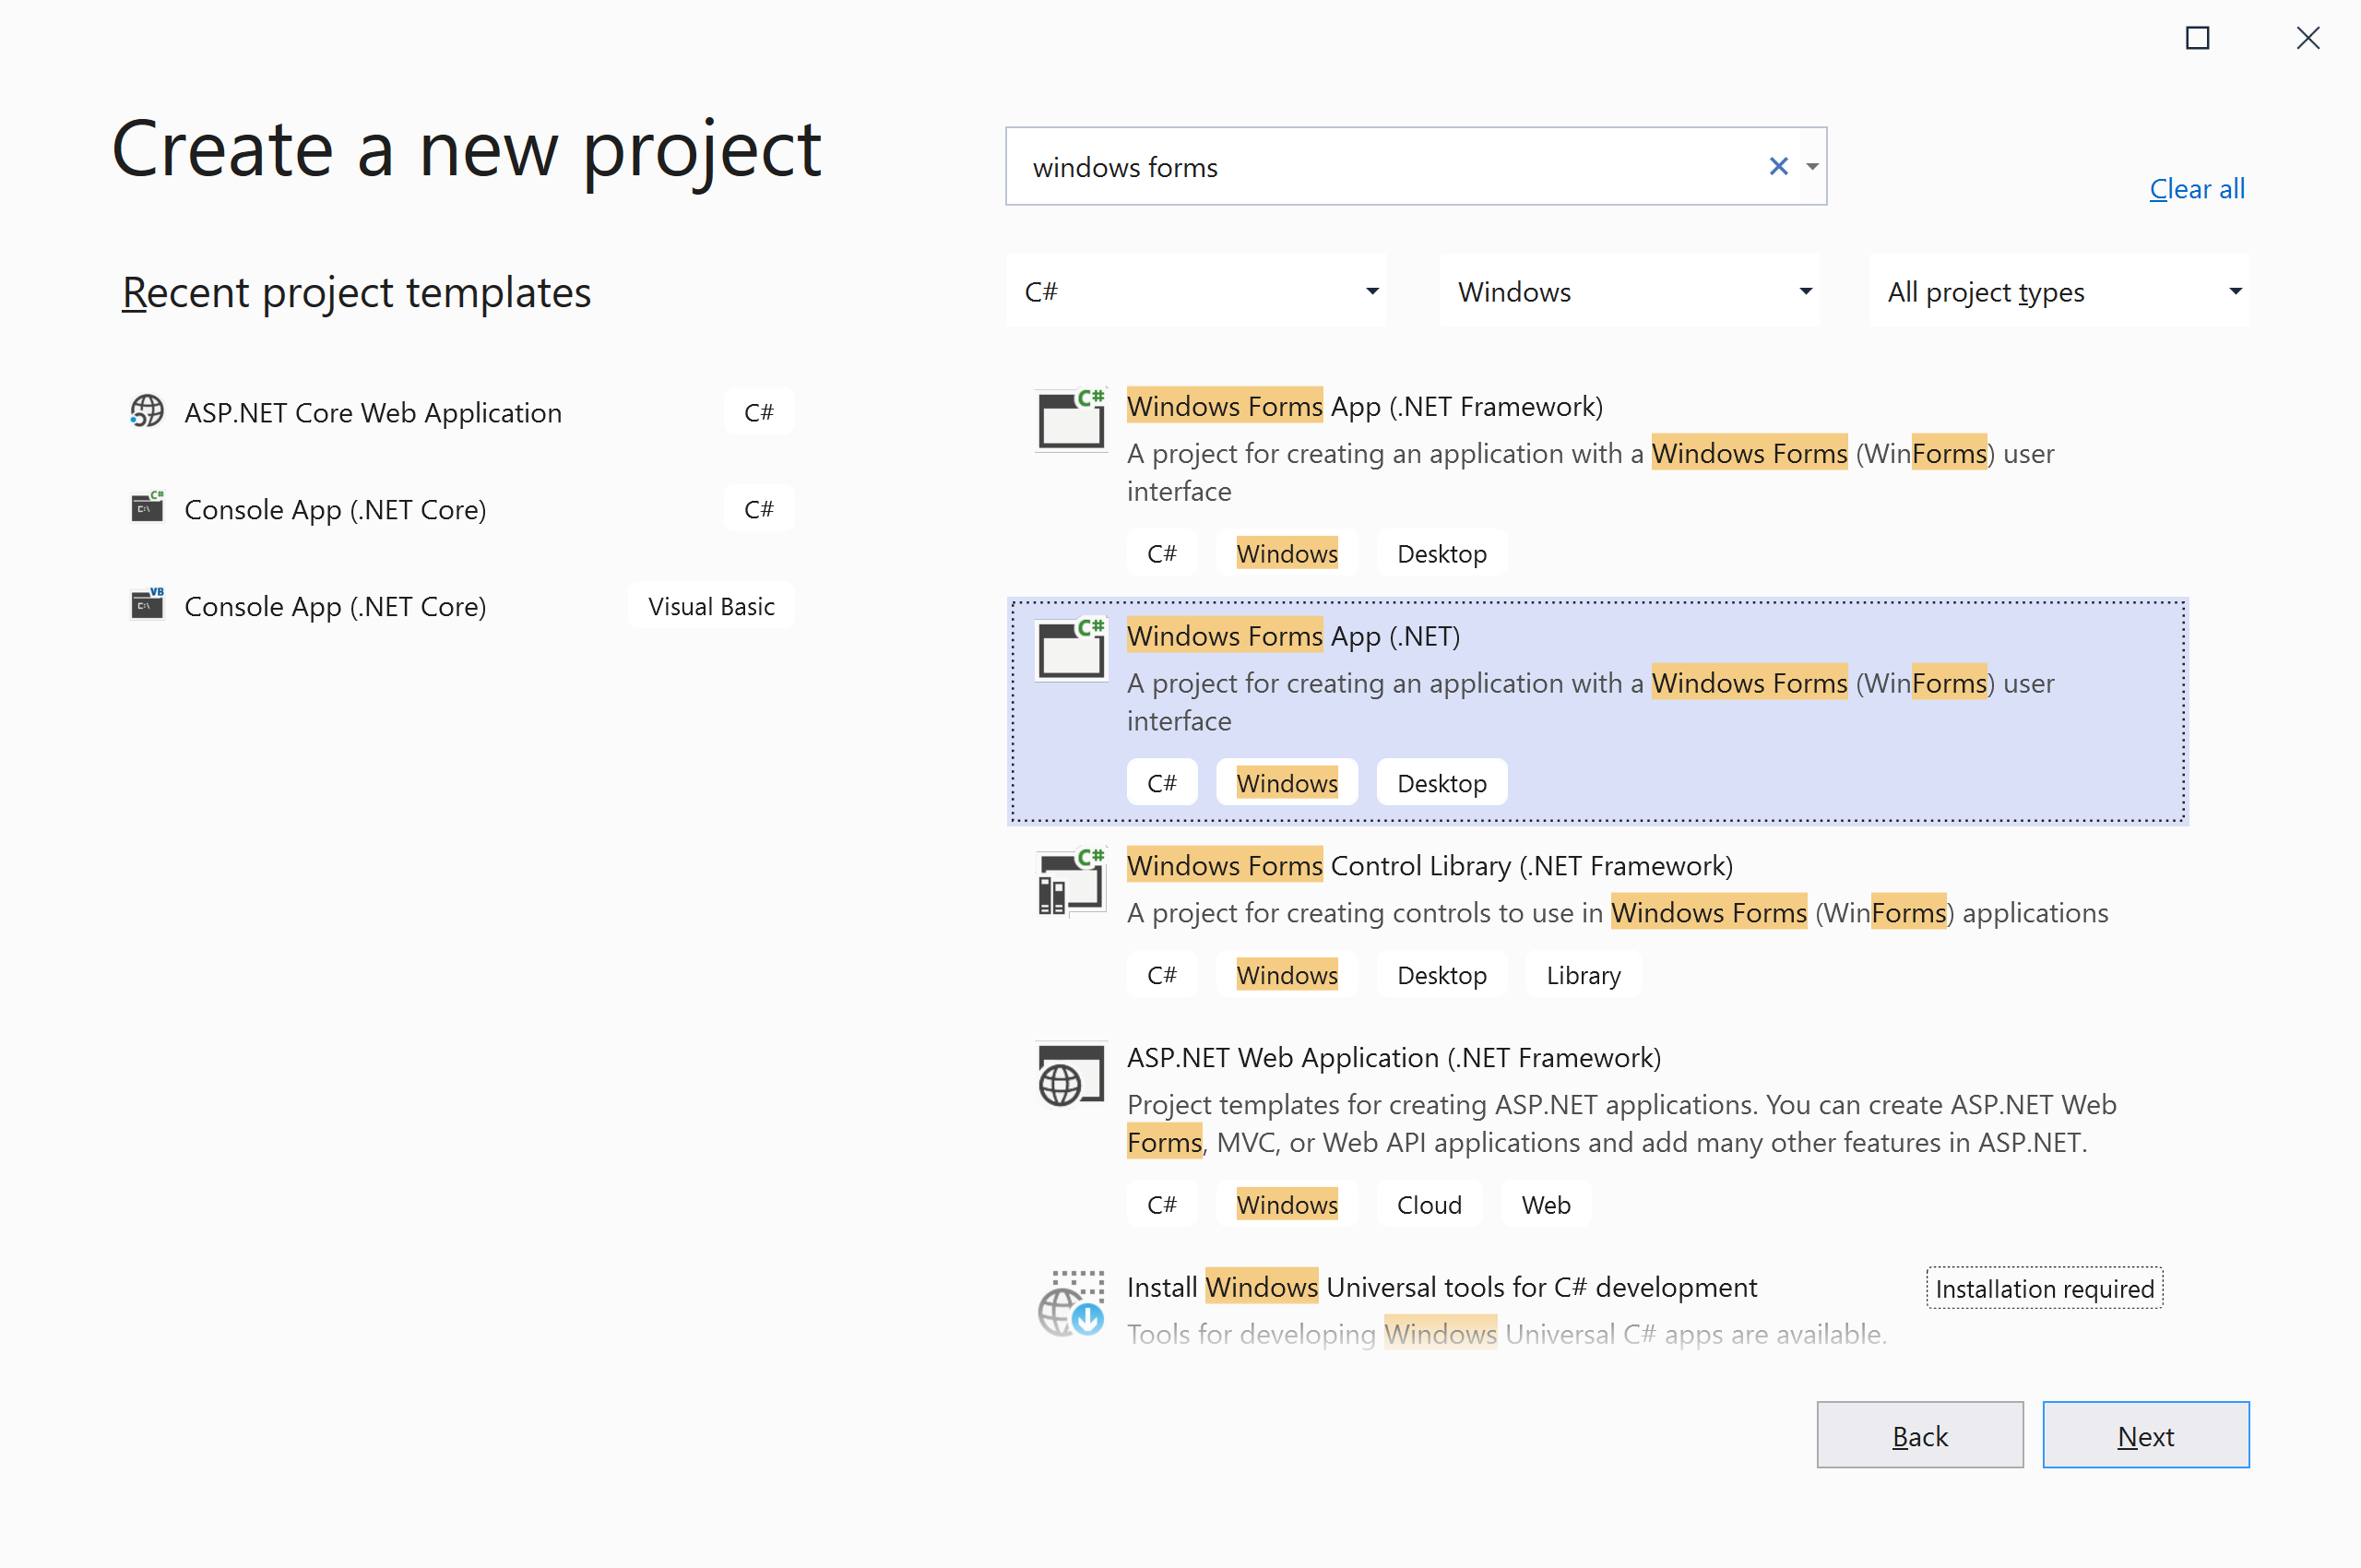 Create a new project
windows forms
Clear all
C#
Windows
All project types
Recent project templates
ASP.NET Core Web Application
C#
Console App (.NET Core)
C#
Console App (.NET Core)
Visual Basic
C#
Windows Forms App (.NET Framework)
A project for creating an application with a Windows Forms (WinForms) user
interface
C#
Windows
Desktop
C#
Windows Forms App (.NET)
A project for creating an application with a Windows Forms (WinForms) user
interface
C#
Windows
Desktop
C#
Windows Forms Control Library (.NET Framework)
A project for creating controls to use in Windows Forms (WinForms) applications
C#
Windows
Desktop
Library
ASP.NET Web Application (.NET Framework)
Project templates for creating ASP.NET applications. You can create ASP.NET Web
Forms, MVC, or Web API applications and add many other features in ASP.NET.
C#
Windows
Cloud
Web
Install Windows Universal tools for C# development
Installation required
Tools for developing Windows Universal C# apps are available.
Back
Next